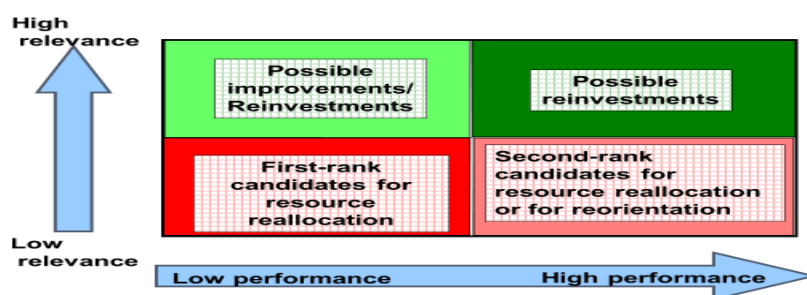 High
relevance
Possible
improvements/
Reinvestments
Possible
reinvestments
First-rank
candidates for
resource
reallocation
Second-rank
candidates for
resource reallocation
or for reorientation
Low
relevance
Low performance
High performance